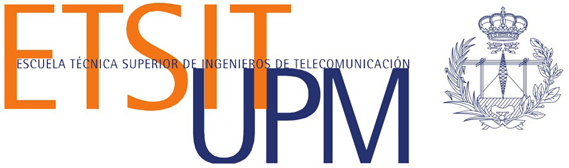 ETSIT
ESCUELA TÉCNICA SUPERIOR DE INGENIEROS DE TELECOMUNICACIÓN
UPM